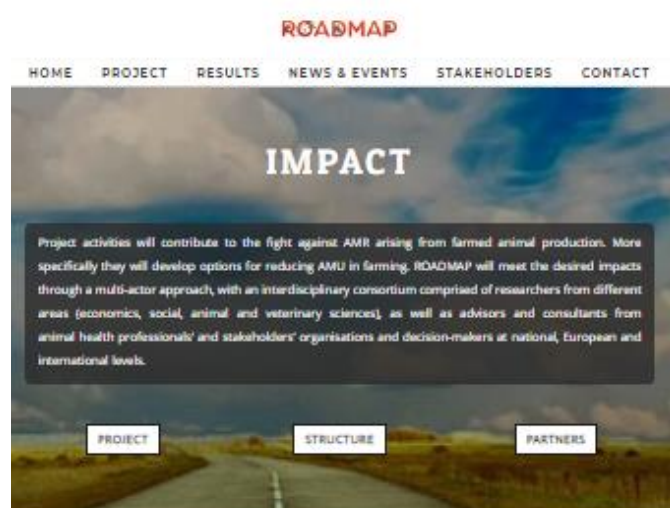 ROADMAP
HOME PROJECT RESULTS NEWS & EVENTS STAKEHOLDERS CONTACT
IMPACT
Project activities will contribute to the fight against AMR arising from farmed animal production. More
specifically they will develop options for reducing AMU in farming. ROADMAP will meet the desired impacts
through a multi-actor approach, with an interdisciplinary consortium comprised of researchers from different
areas (economics, social, animal and veterinary sciences), as well as advisors and consultants from
animal health professionals' and stakeholders' organisations and decision-makers at national, European and
international levels.
PROJECT STRUCTURE PARTNERS